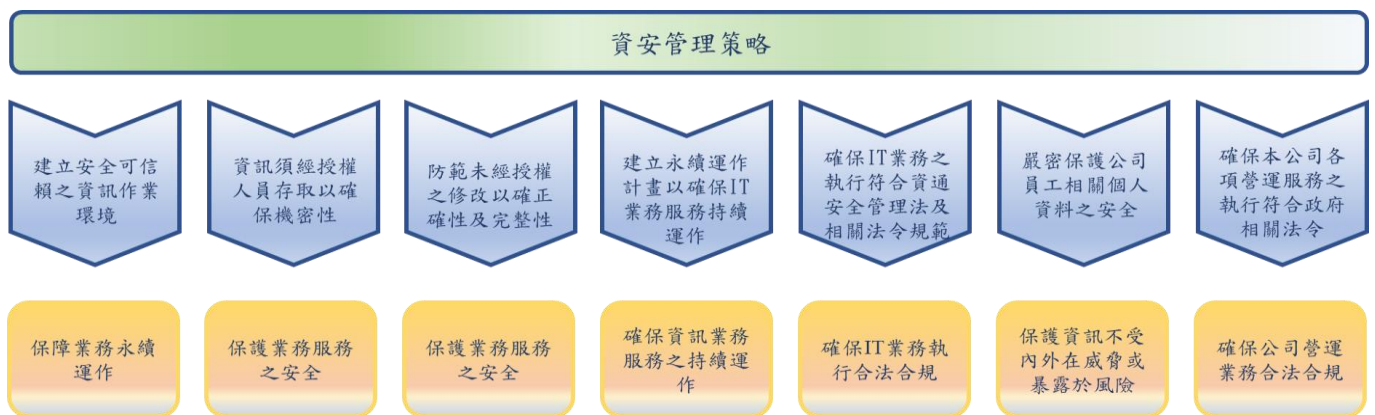 資安管理策略
建立安全可信
賴之資訊作業
環境
資訊須經授權
人員存取以確
保機密性
防範未經授權
之修改以確正
確性及完整性
建立永續運作
計畫以確保IT
業務服務持續
運作
確保IT業務之
執行符合資通
安全管理法及
相關法令規範
嚴密保護公司
員工相關個人
資料之安全
確保本公司各
項營運服務之
執行符合政府
相關法令
保障業務永續
運作
保護業務服務
之安全
保護業務服務
之安全
確保資訊業務
服務之持續運
作
確保IT業務執
行合法合規
保護資訊不受
內外在威脅或
暴露於風險
確保公司營運
業務合法合規